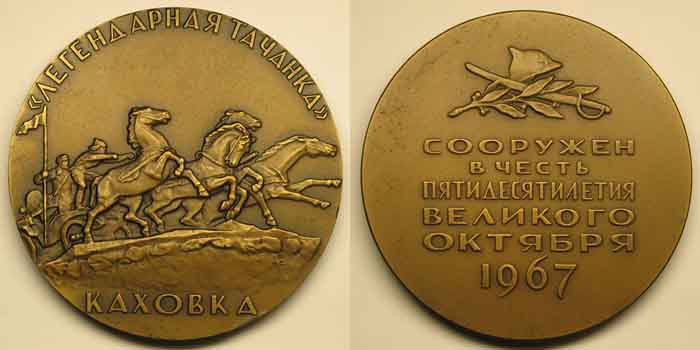 «ЛЕГЕНДАРНАЯ ТАЧАНКА»
КАХОВКА
СООРУЖЕН
В ЧЕСТЬ
ПЯТИДЕСЯТИЛЕТИЯ
ВЕЛИКОГО
ОКТЯБРЯ
1967